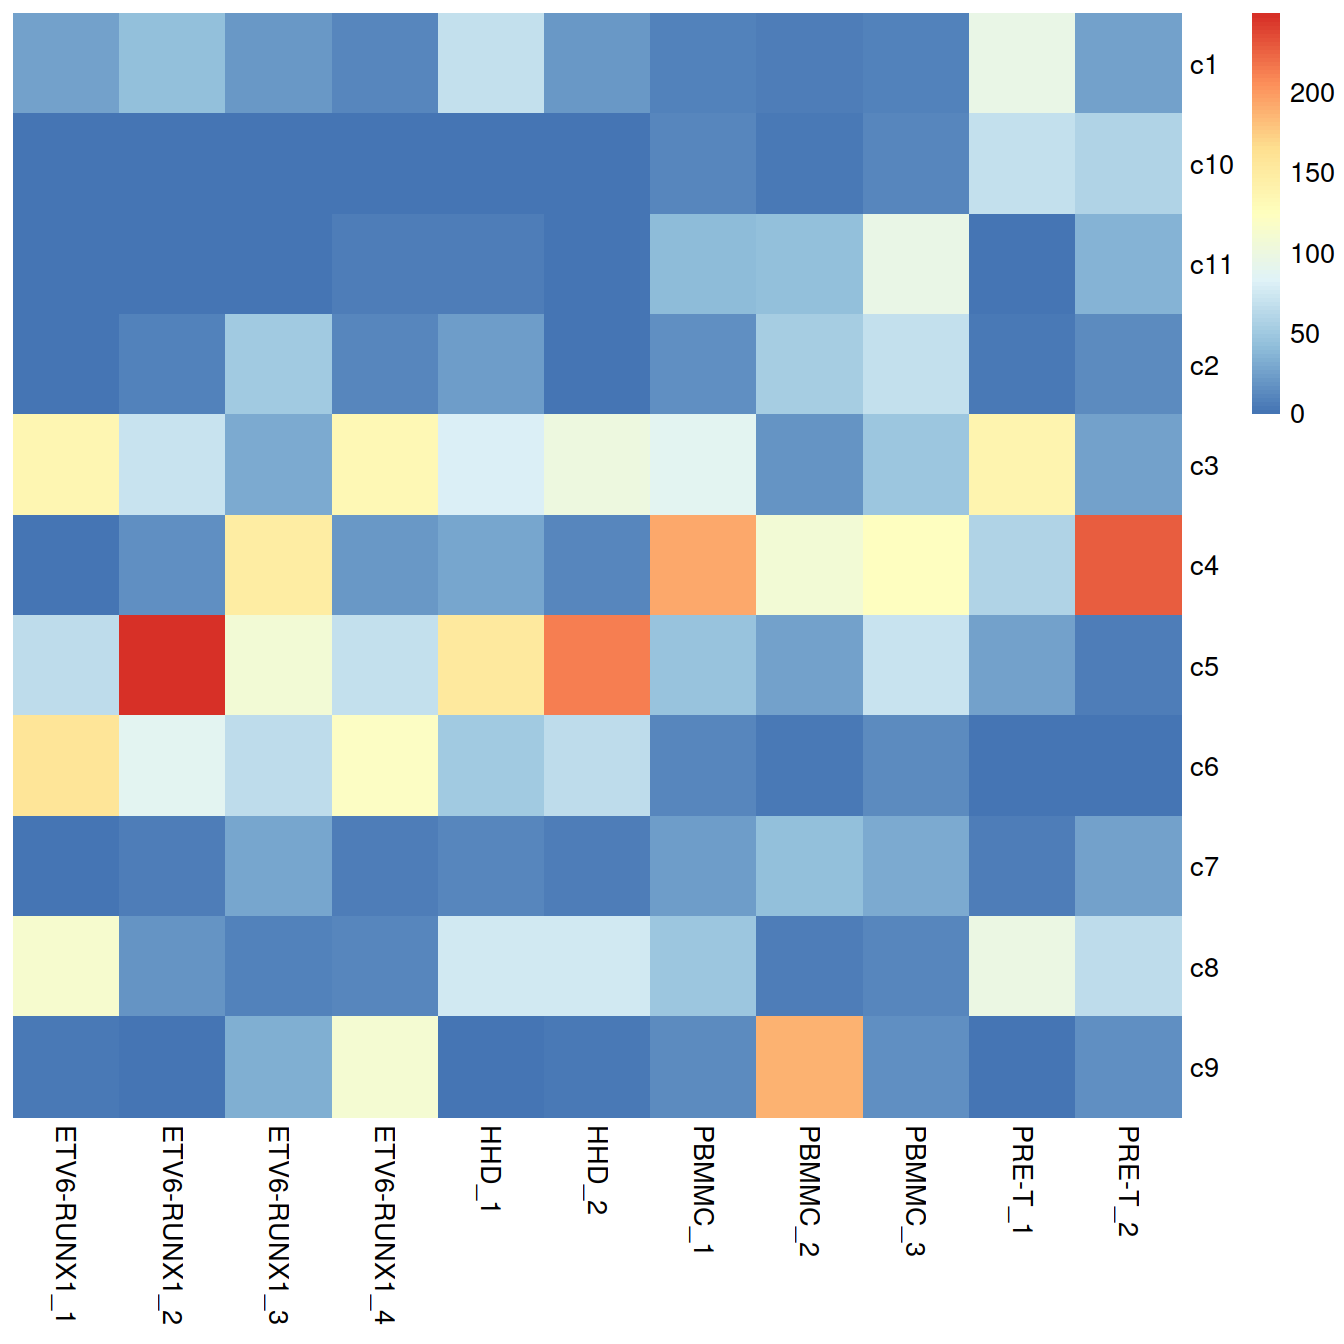 c1
c10
c11
c2
c3
c4
c5
c6
c7
c8
c9
200
150
100
50
0
ETV6-RUNX1_1
ETV6-RUNX1_2
ETV6-RUNX1_3
ETV6-RUNX1_4
HHD_1
HHD_2
PBMMC_1
PBMMC_2
PBMMC_3
PRE-T_1
PRE-T_2